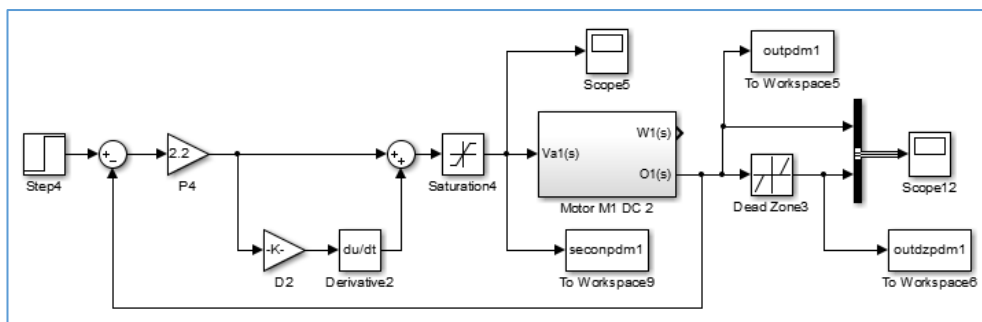 outpdm1
To Workspace5
Scope5
W1(s)
Va1(s)
O1(s)
Motor M1 DC 2
Step4
2.2
P4
Saturation4
Dead Zone3
Scope12
-K-
D2
du/dt
Derivative2
seconpdm1
To Workspace9
outdzpdm1
To Workspace6